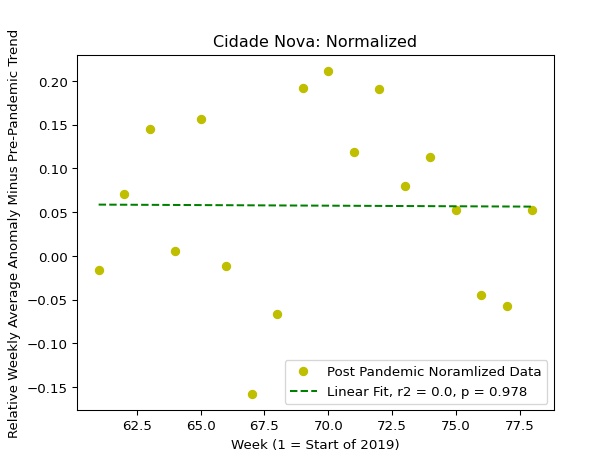 Cidade Nova: Normalized
Relative Weekly Average Anomaly Minus Pre-Pandemic Trend
0.20
0.15
0.10
0.05
0.00
−0.05
−0.10
−0.15
Post Pandemic Noramlized Data
Linear Fit, r2 = 0.0, p = 0.978
62.5 65.0 67.5 70.0 72.5 75.0 77.5
Week (1 = Start of 2019)